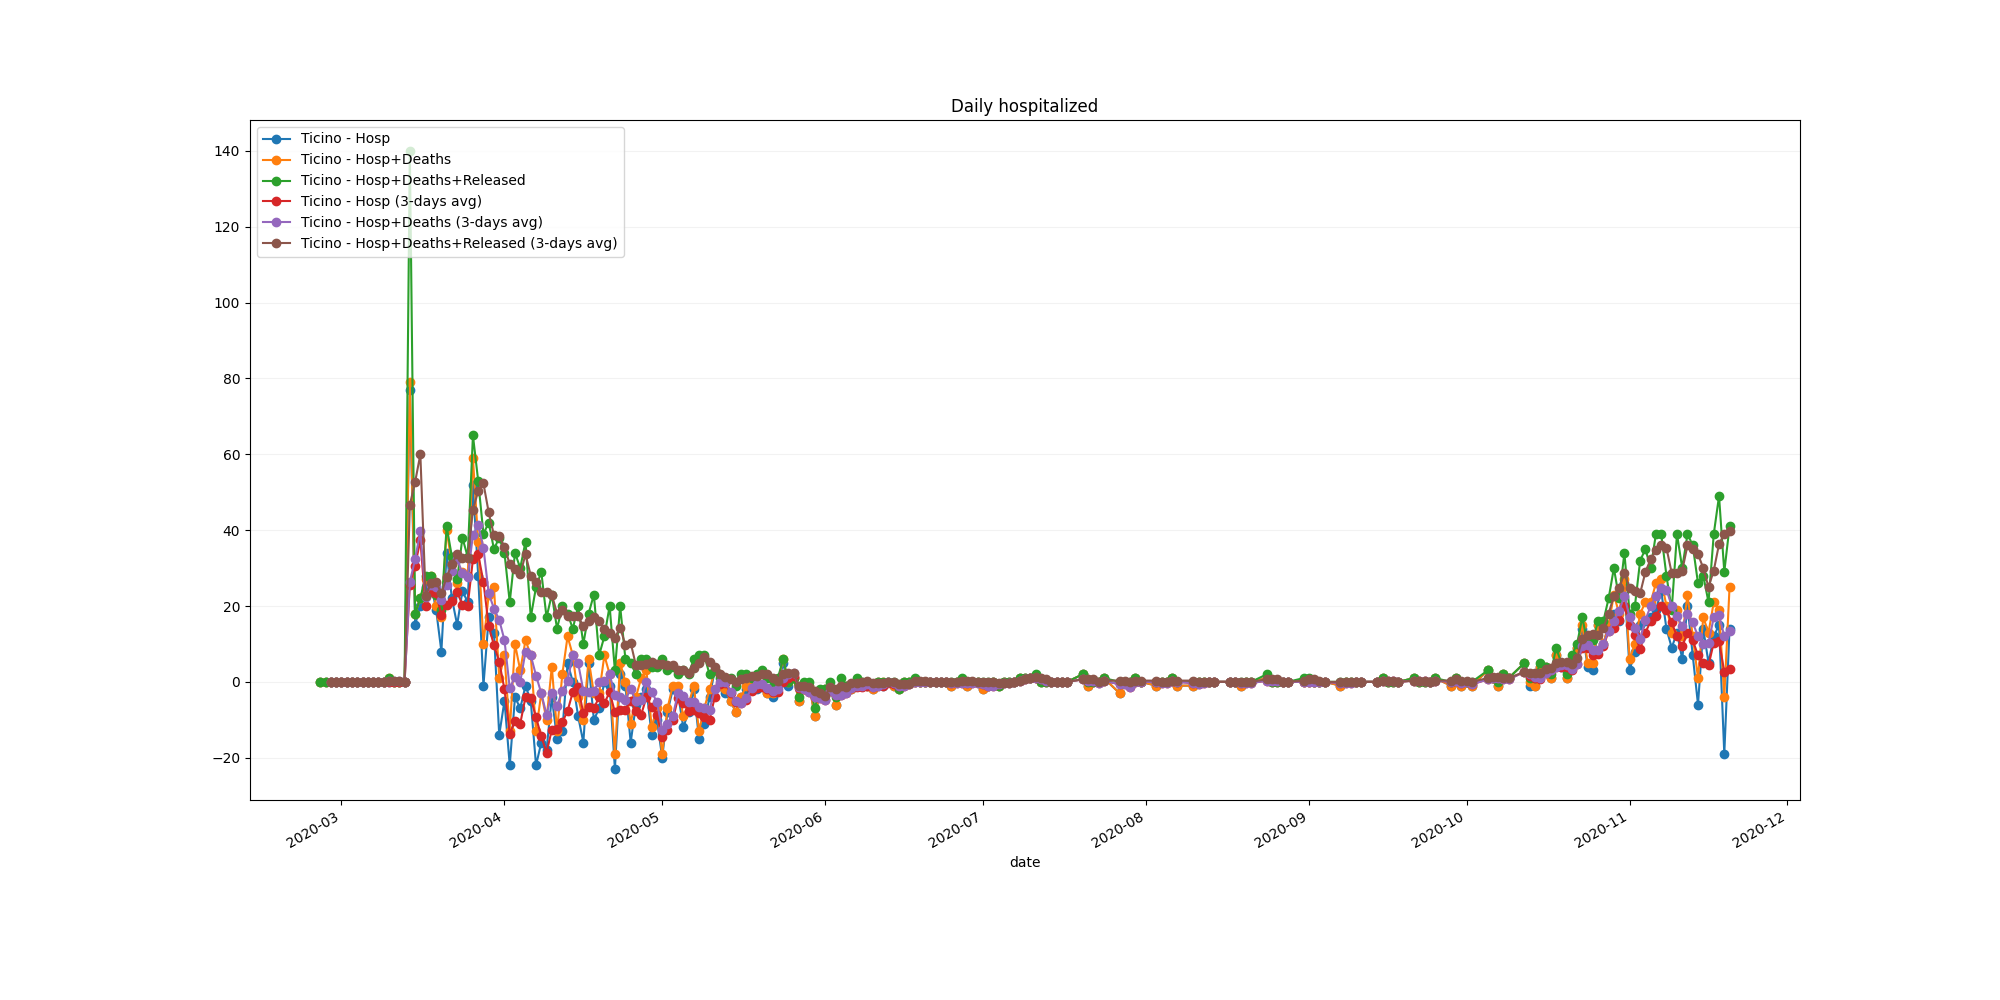 Daily hospitalized
Ticino - Hosp
Ticino - Hosp+Deaths
Ticino - Hosp+Deaths+Released
Ticino - Hosp (3-days avg)
Ticino - Hosp+Deaths (3-days avg)
Ticino - Hosp+Deaths+Released (3-days avg)
140
120
100
80
60
40
20
0
−20
2020-03
2020-04
2020-05
2020-06
2020-07
2020-08
2020-09
2020-10
2020-11
2020-12
date